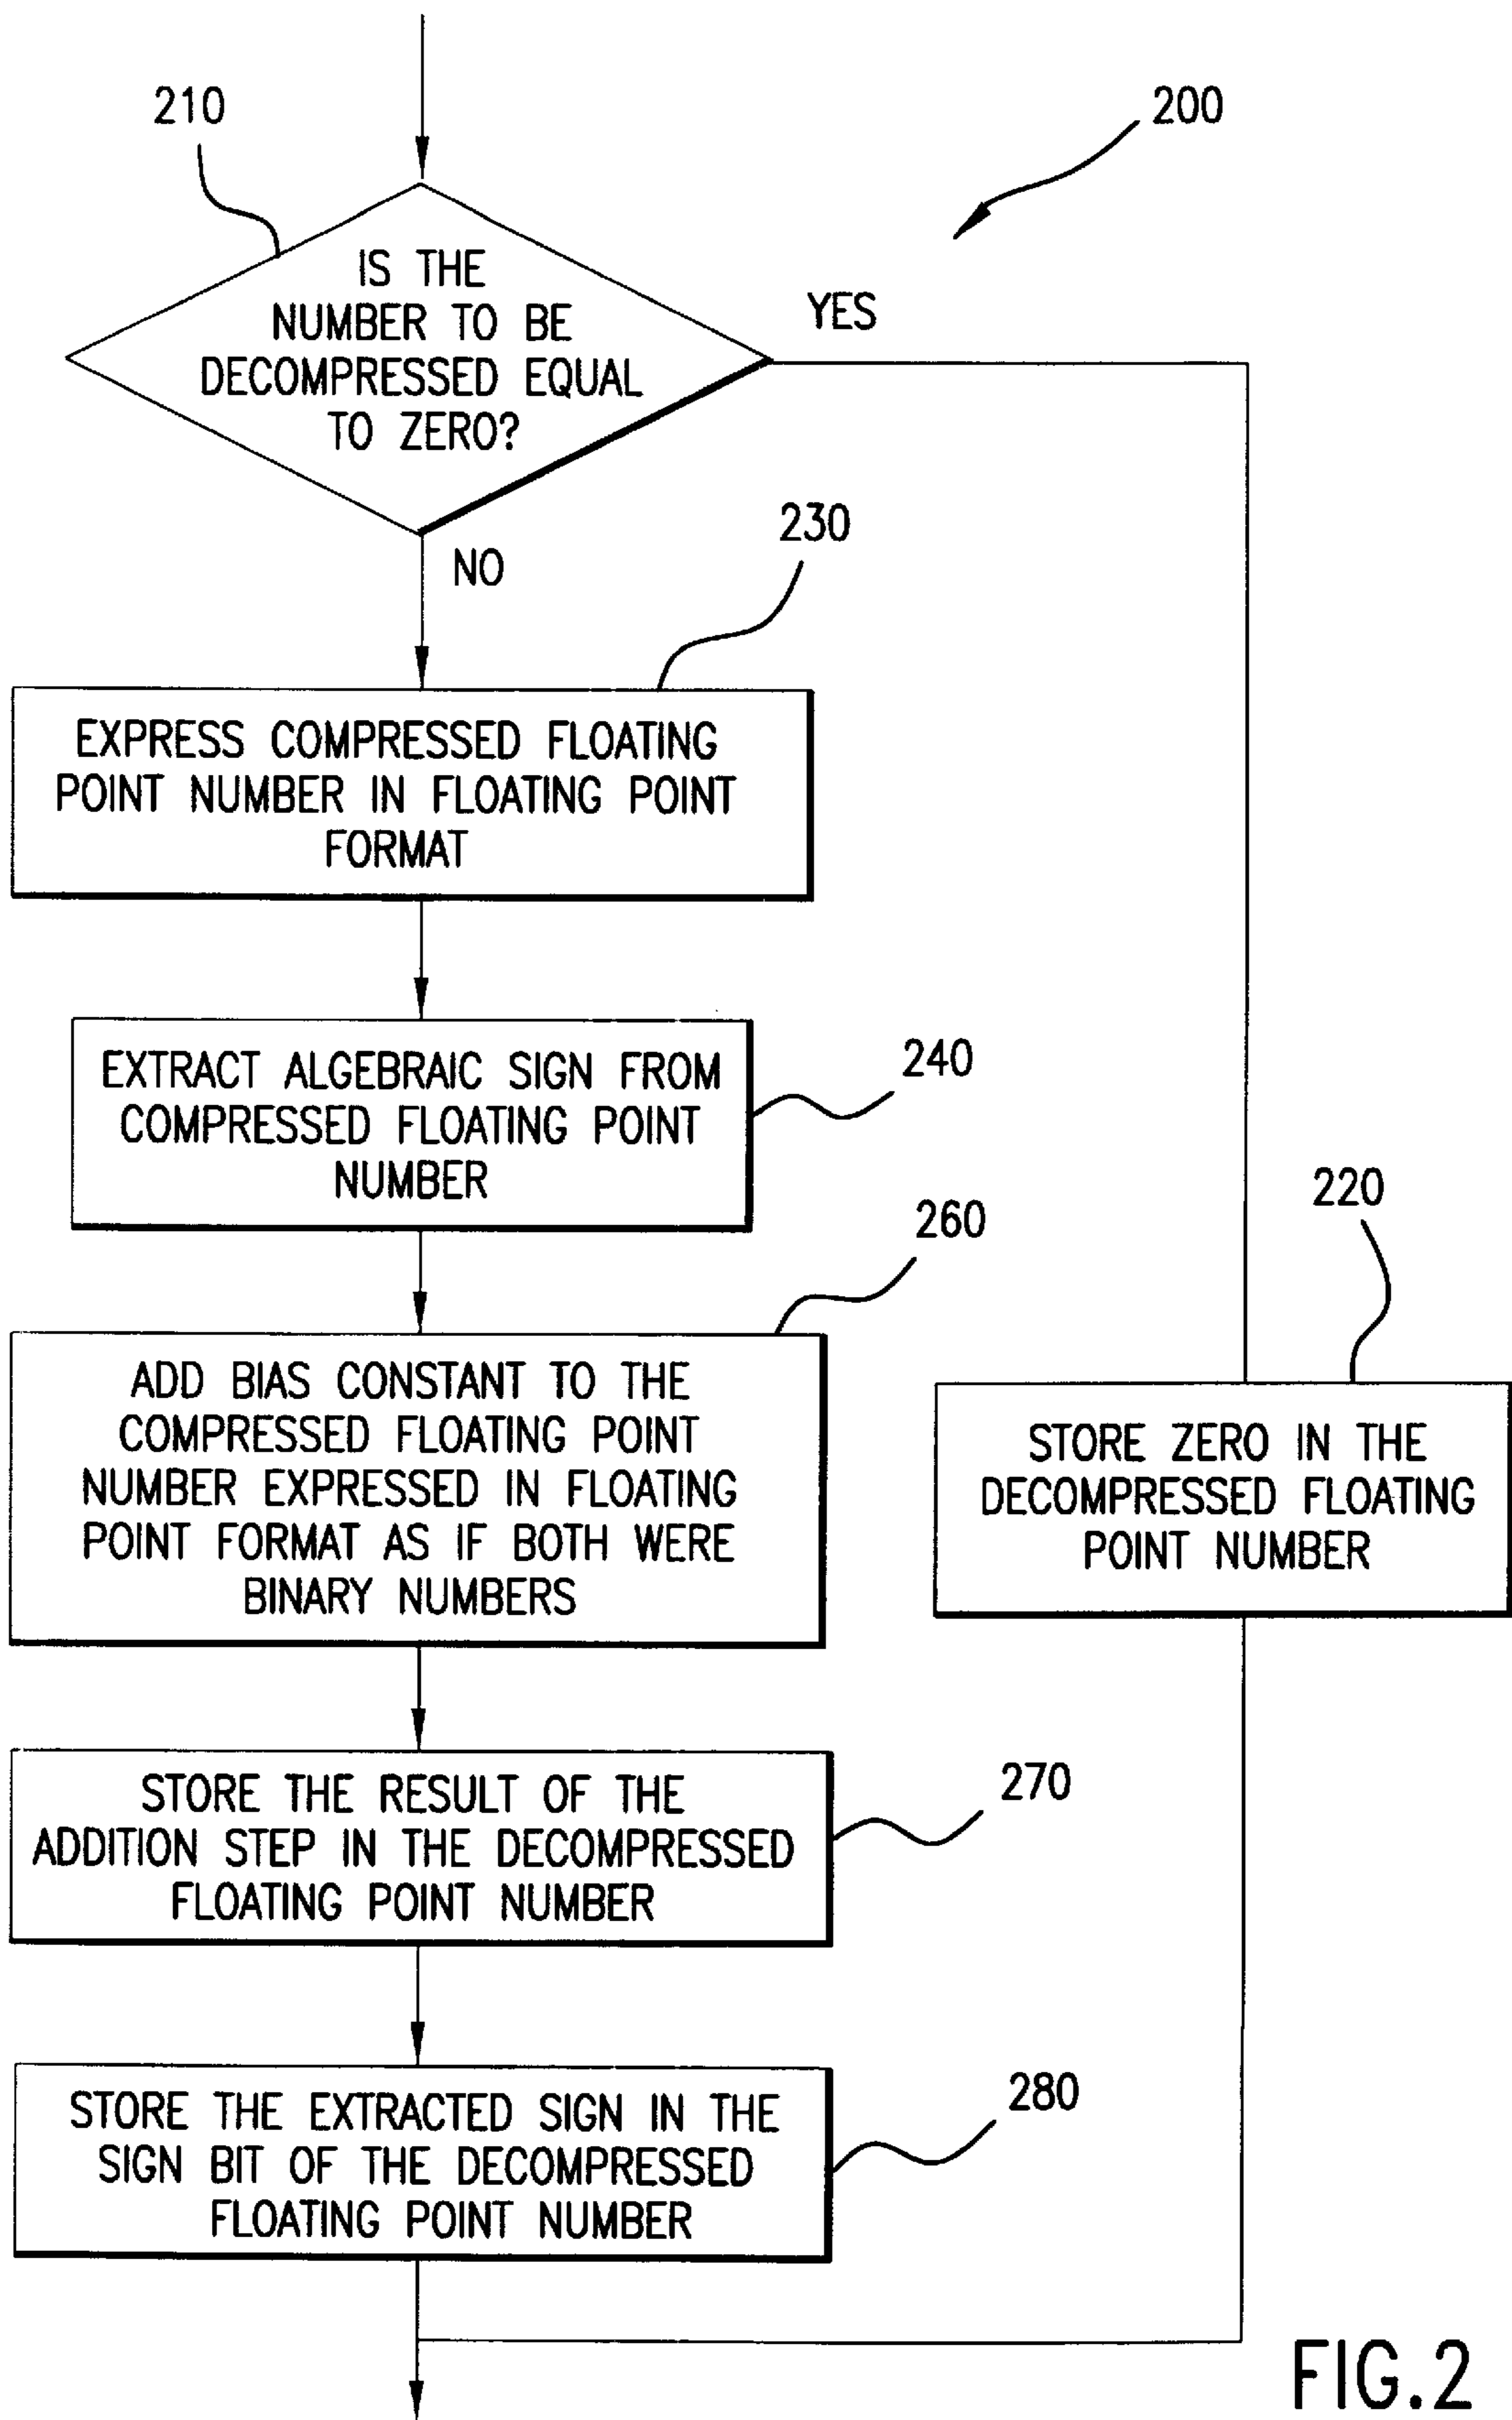 210
200
IS THE
NUMBER TO BE
DECOMPRESSED EQUAL
TO ZERO?
YES
NO
230
EXPRESS COMPRESSED FLOATING
POINT NUMBER IN FLOATING POINT
FORMAT
240
EXTRACT ALGEBRAIC SIGN FROM
COMPRESSED FLOATING POINT
NUMBER
260
ADD BIAS CONSTANT TO THE
COMPRESSED FLOATING POINT
NUMBER EXPRESSED IN FLOATING
POINT FORMAT AS IF BOTH WERE
BINARY NUMBERS
220
STORE ZERO IN THE
DECOMPRESSED FLOATING
POINT NUMBER
270
STORE THE RESULT OF THE
ADDITION STEP IN THE DECOMPRESSED
FLOATING POINT NUMBER
280
STORE THE EXTRACTED SIGN IN THE
SIGN BIT OF THE DECOMPRESSED
FLOATING POINT NUMBER
FIG.2